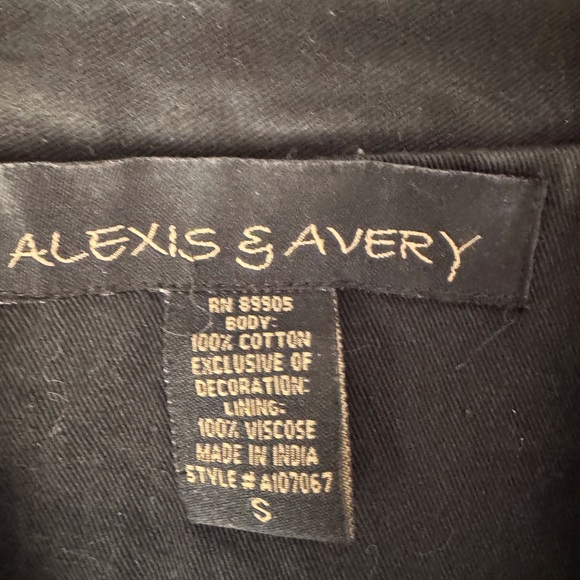 ALEXIS & AVERY
RN 89905
BODY:
100% COTTON
EXCLUSIVE OF
DECORATION:
LINING:
100% VISCOSE
MADE IN INDIA
STYLE # A107067
S